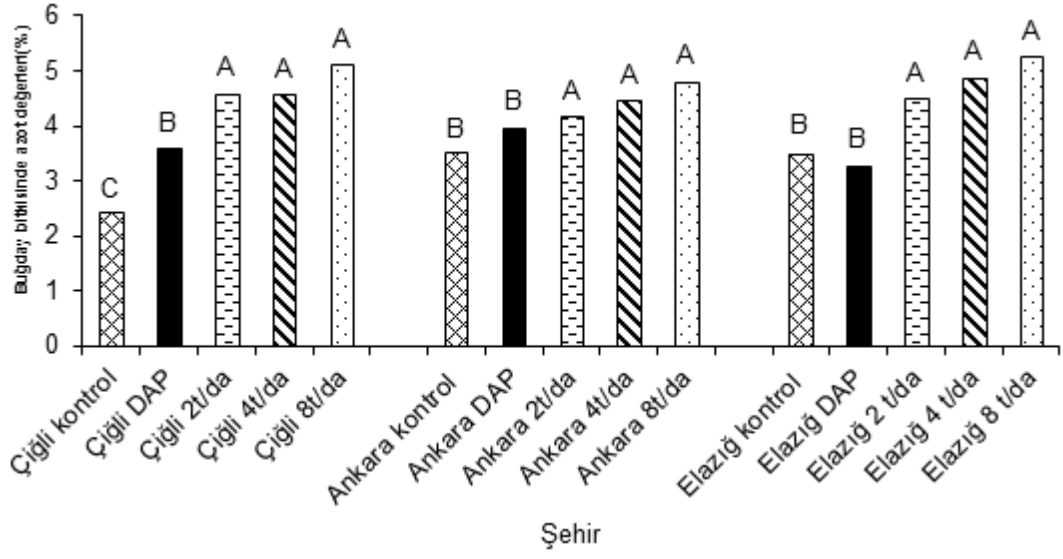 Buğday bitkisinde azot değerleri(%)
6
5
4
3
2
1
0
C
B
A
A
A
B
B
A
A
A
B
B
A
A
A
Çiğli kontrol
Çiğli DAP
Çiğli 2t/da
Çiğli 4t/da
Çiğli 8t/da
Ankara kontrol
Ankara DAP
Ankara 2t/da
Ankara 4t/da
Ankara 8t/da
Elazığ kontrol
Elazığ DAP
Elazığ 2 t/da
Elazığ 4 t/da
Elazığ 8 t/da
Şehir